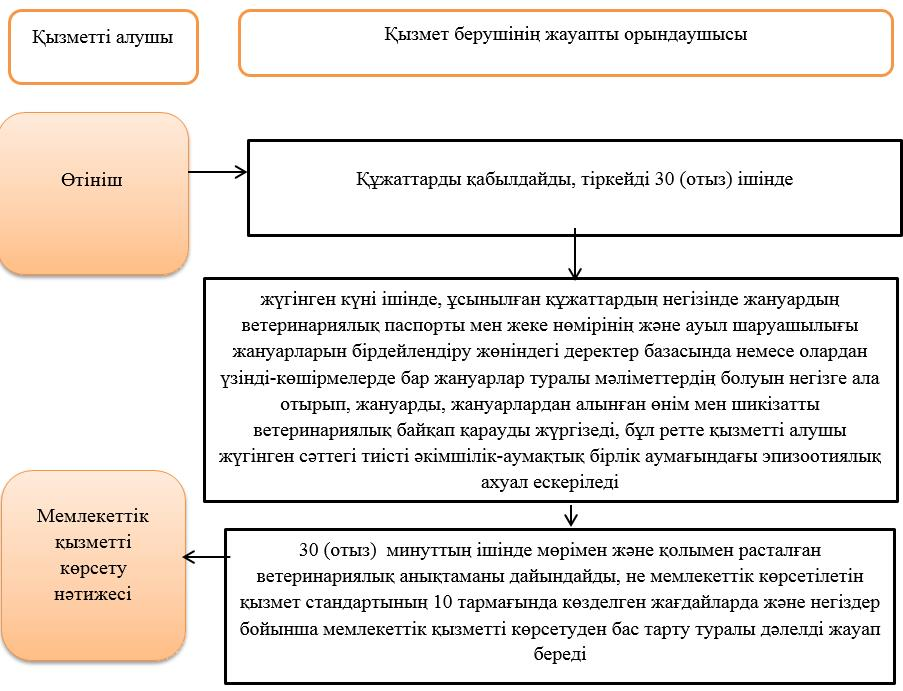 Қызметті алушы
Қызмет берушінің жауапты орындаушысы
Өтініш
Құжаттарды қабылдайды, тіркейді 30 (отыз) ішінде
жүгінген күні ішінде, ұсынылған құжаттардың негізінде жануардың
ветеринариялық паспорты мен жеке нөмірінің және ауыл шаруашылығы
жануарларын бірдейлендіру жөніндегі деректер базасында немесе олардан
үзінді-көшірмелерде бар жануарлар туралы мәліметтердің болуын негізге ала
отырып, жануарды, жануарлардан алынған өнім мен шикізатты
ветеринариялық байқап қарауды жүргізеді, бұл ретте қызметті алушы
жүгінген сәттегі тиісті әкімшілік-аумақтық бірлік аумағындағы эпизоотиялық
ахуал ескеріледі
Мемлекеттік
қызметті
көрсету
нәтижесі
30 (отыз) минуттың ішінде мөрімен және қолымен расталған
ветеринариялық анықтаманы дайындайды, не мемлекеттік көрсетілетін
қызмет стандартының 10 тармағында көзделген жағдайларда және негіздер
бойынша мемлекеттік қызметті көрсетуден бас тарту туралы дәлелді жауап
береді